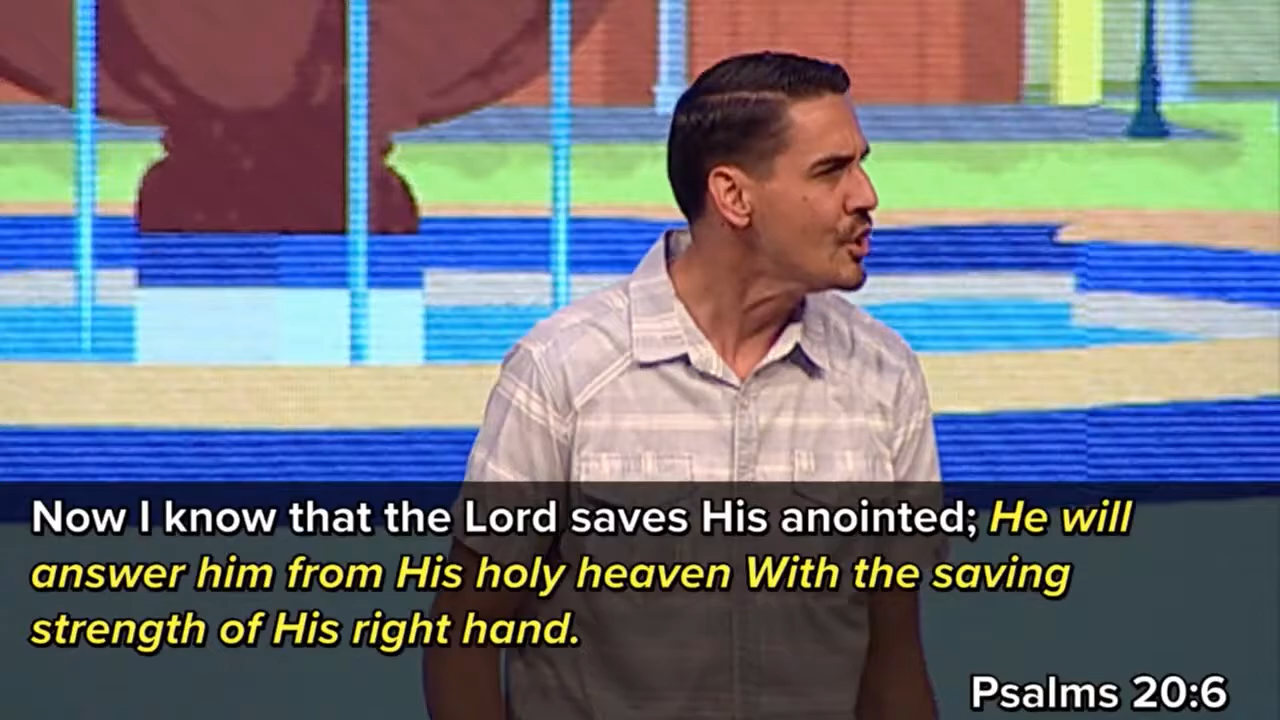 Now I know that the Lord saves His anointed; He will
answer him from His holy heaven With the saving
strength of His right hand.
Psalms 20:6